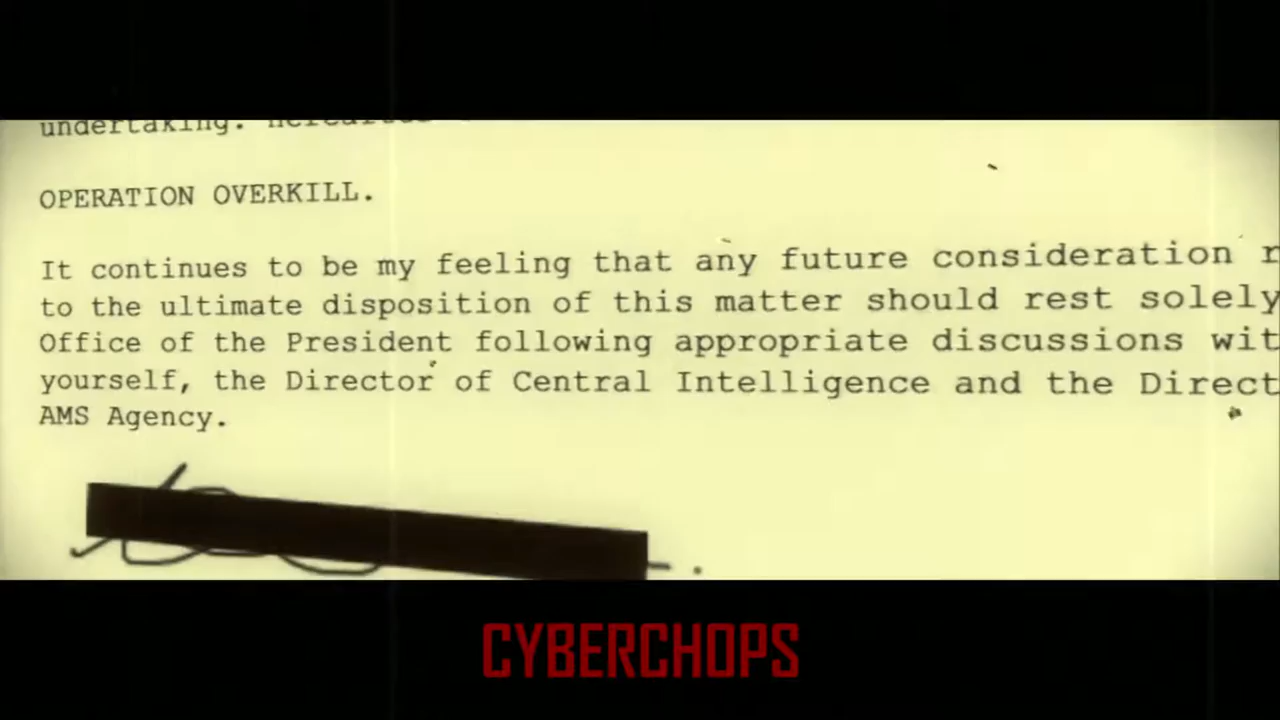 undertaking.
OPERATION OVERKILL.
It continues to be my feeling that any future consideration r
to the ultimate disposition of this matter should rest solely
Office of the President following appropriate discussions wit
yourself, the Director of Central Intelligence and the Direct
AMS Agency.
CYBERCHOPS